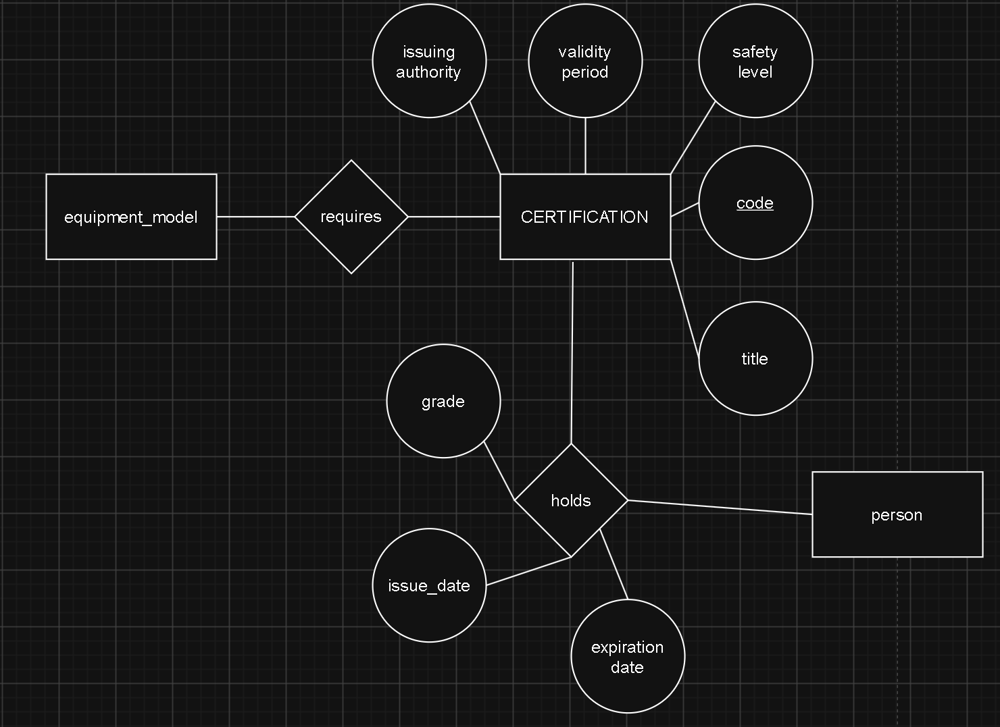 issuing
authority
validity
period
safety
level
code
equipment_model
requires
CERTIFICATION
title
grade
holds
person
issue_date
expiration
date